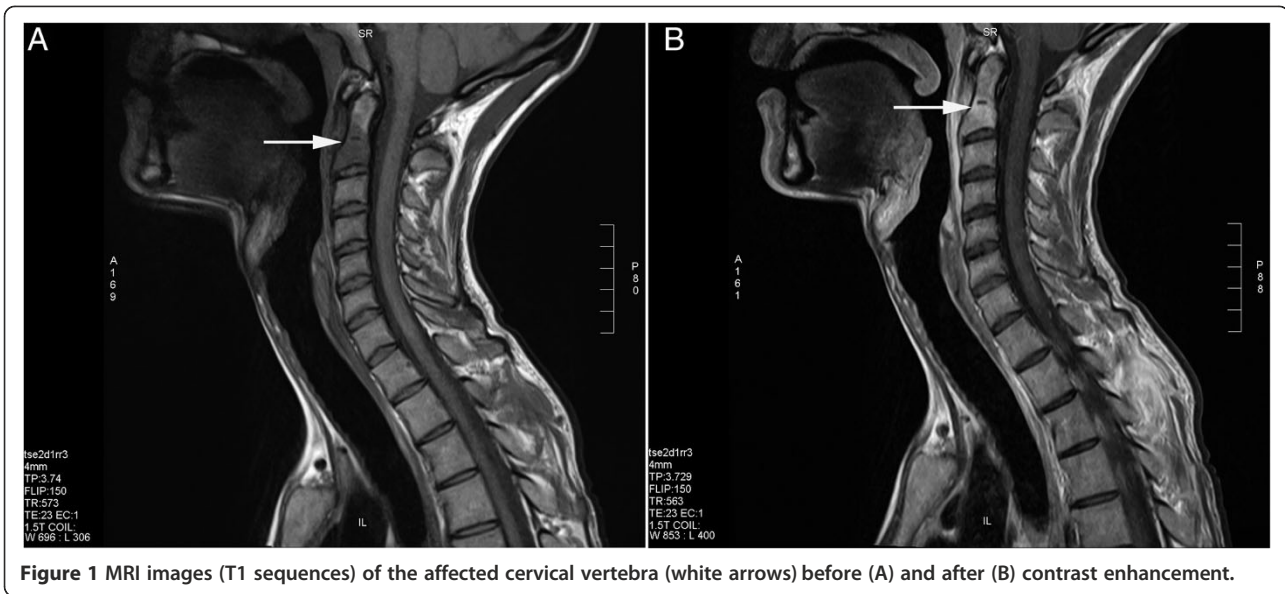 A
SR
A
1
6
9
P
8
0
tse2d1rr3
4mm
TP:3.74
FLIP:150
TR:573
TE:23 EC:1
1.5T COIL:
W 696 : L 306
IL
B
SR
A
1
6
1
P
8
8
tse2d1rr3
4mm
TP:3.729
FLIP:150
TR:563
TE:23 EC:1
1.5T COIL:
W 853 : L 400
IL
Figure 1 MRI images (T1 sequences) of the affected cervical vertebra (white arrows) before (A) and after (B) contrast enhancement.